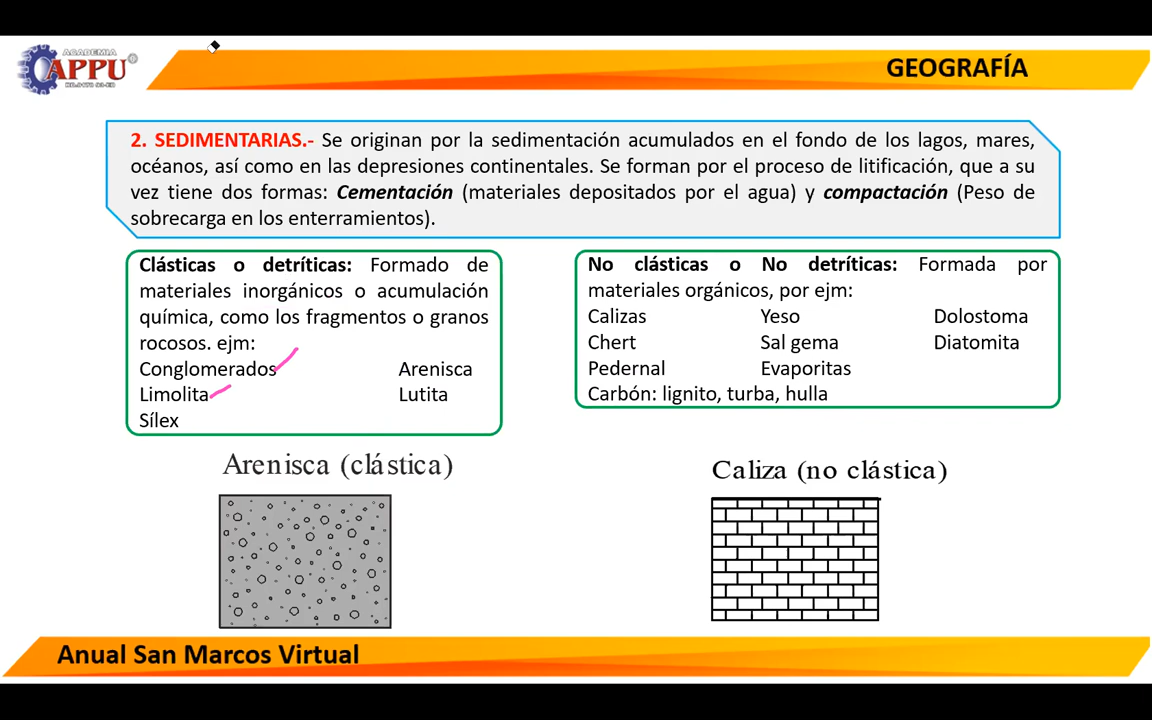 ACADEMIA
APPU
GEOGRAFÍA
2. SEDIMENTARIAS.- Se originan por la sedimentación acumulados en el fondo de los lagos, mares,
océanos, así como en las depresiones continentales. Se forman por el proceso de litificación, que a su
vez tiene dos formas: Cementación (materiales depositados por el agua) y compactación (Peso de
sobrecarga en los enterramientos).
Clásticas o detríticas: Formado de
materiales inorgánicos o acumulación
química, como los fragmentos o granos
rocosos. ejm:
Conglomerados Arenisca
Limolita Lutita
Sílex
No clásticas o No detríticas: Formada por
materiales orgánicos, por ejm:
Calizas Yeso Dolostoma
Chert Sal gema Diatomita
Pedernal Evaporitas
Carbón: lignito, turba, hulla
Arenisca (clástica)
Caliza (no clástica)
Anual San Marcos Virtual